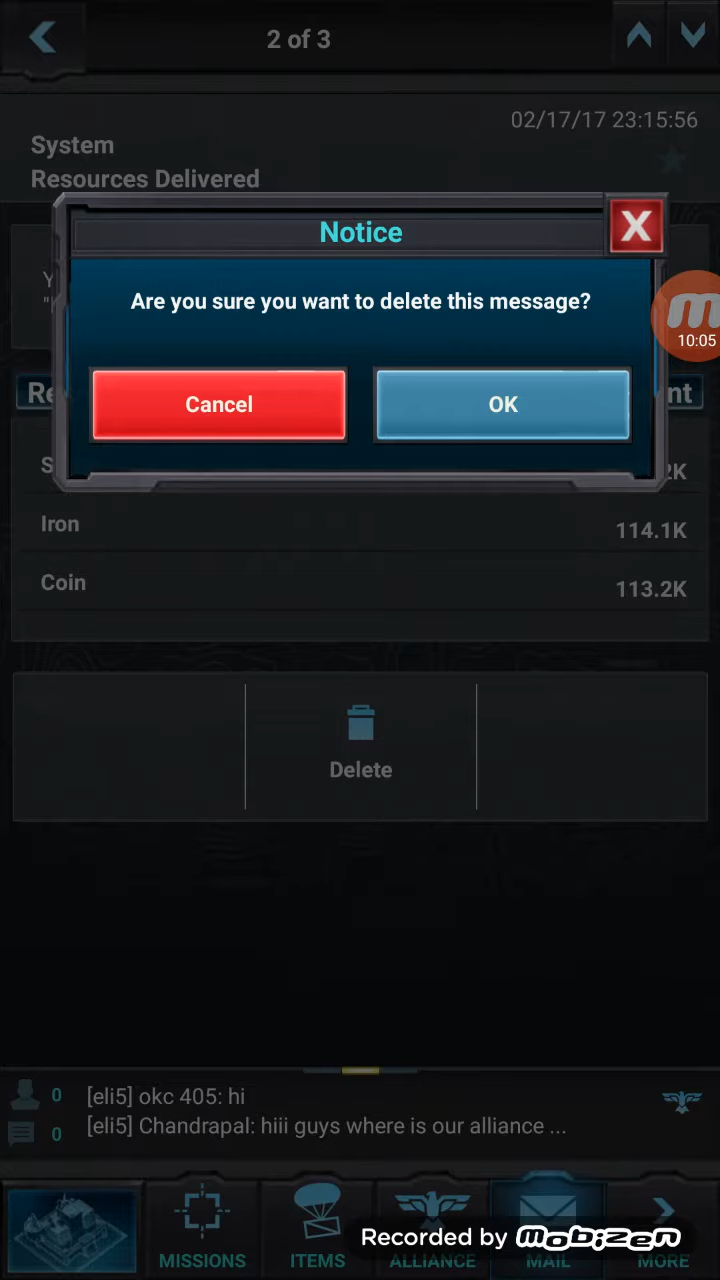 2 of 3
02/17/17 23:15:56
System
Resources Delivered
Notice
X
Are you sure you want to delete this message?
10:05
Cancel
OK
Iron
114.1K
Coin
113.2K
Delete
0
[eli5] okc 405: hi
0
[eli5] Chandrapal: hiii guys where is our alliance ...
MISSIONS
ITEMS
ALLIANCE
MAIL
MORE
Recorded by mobizen